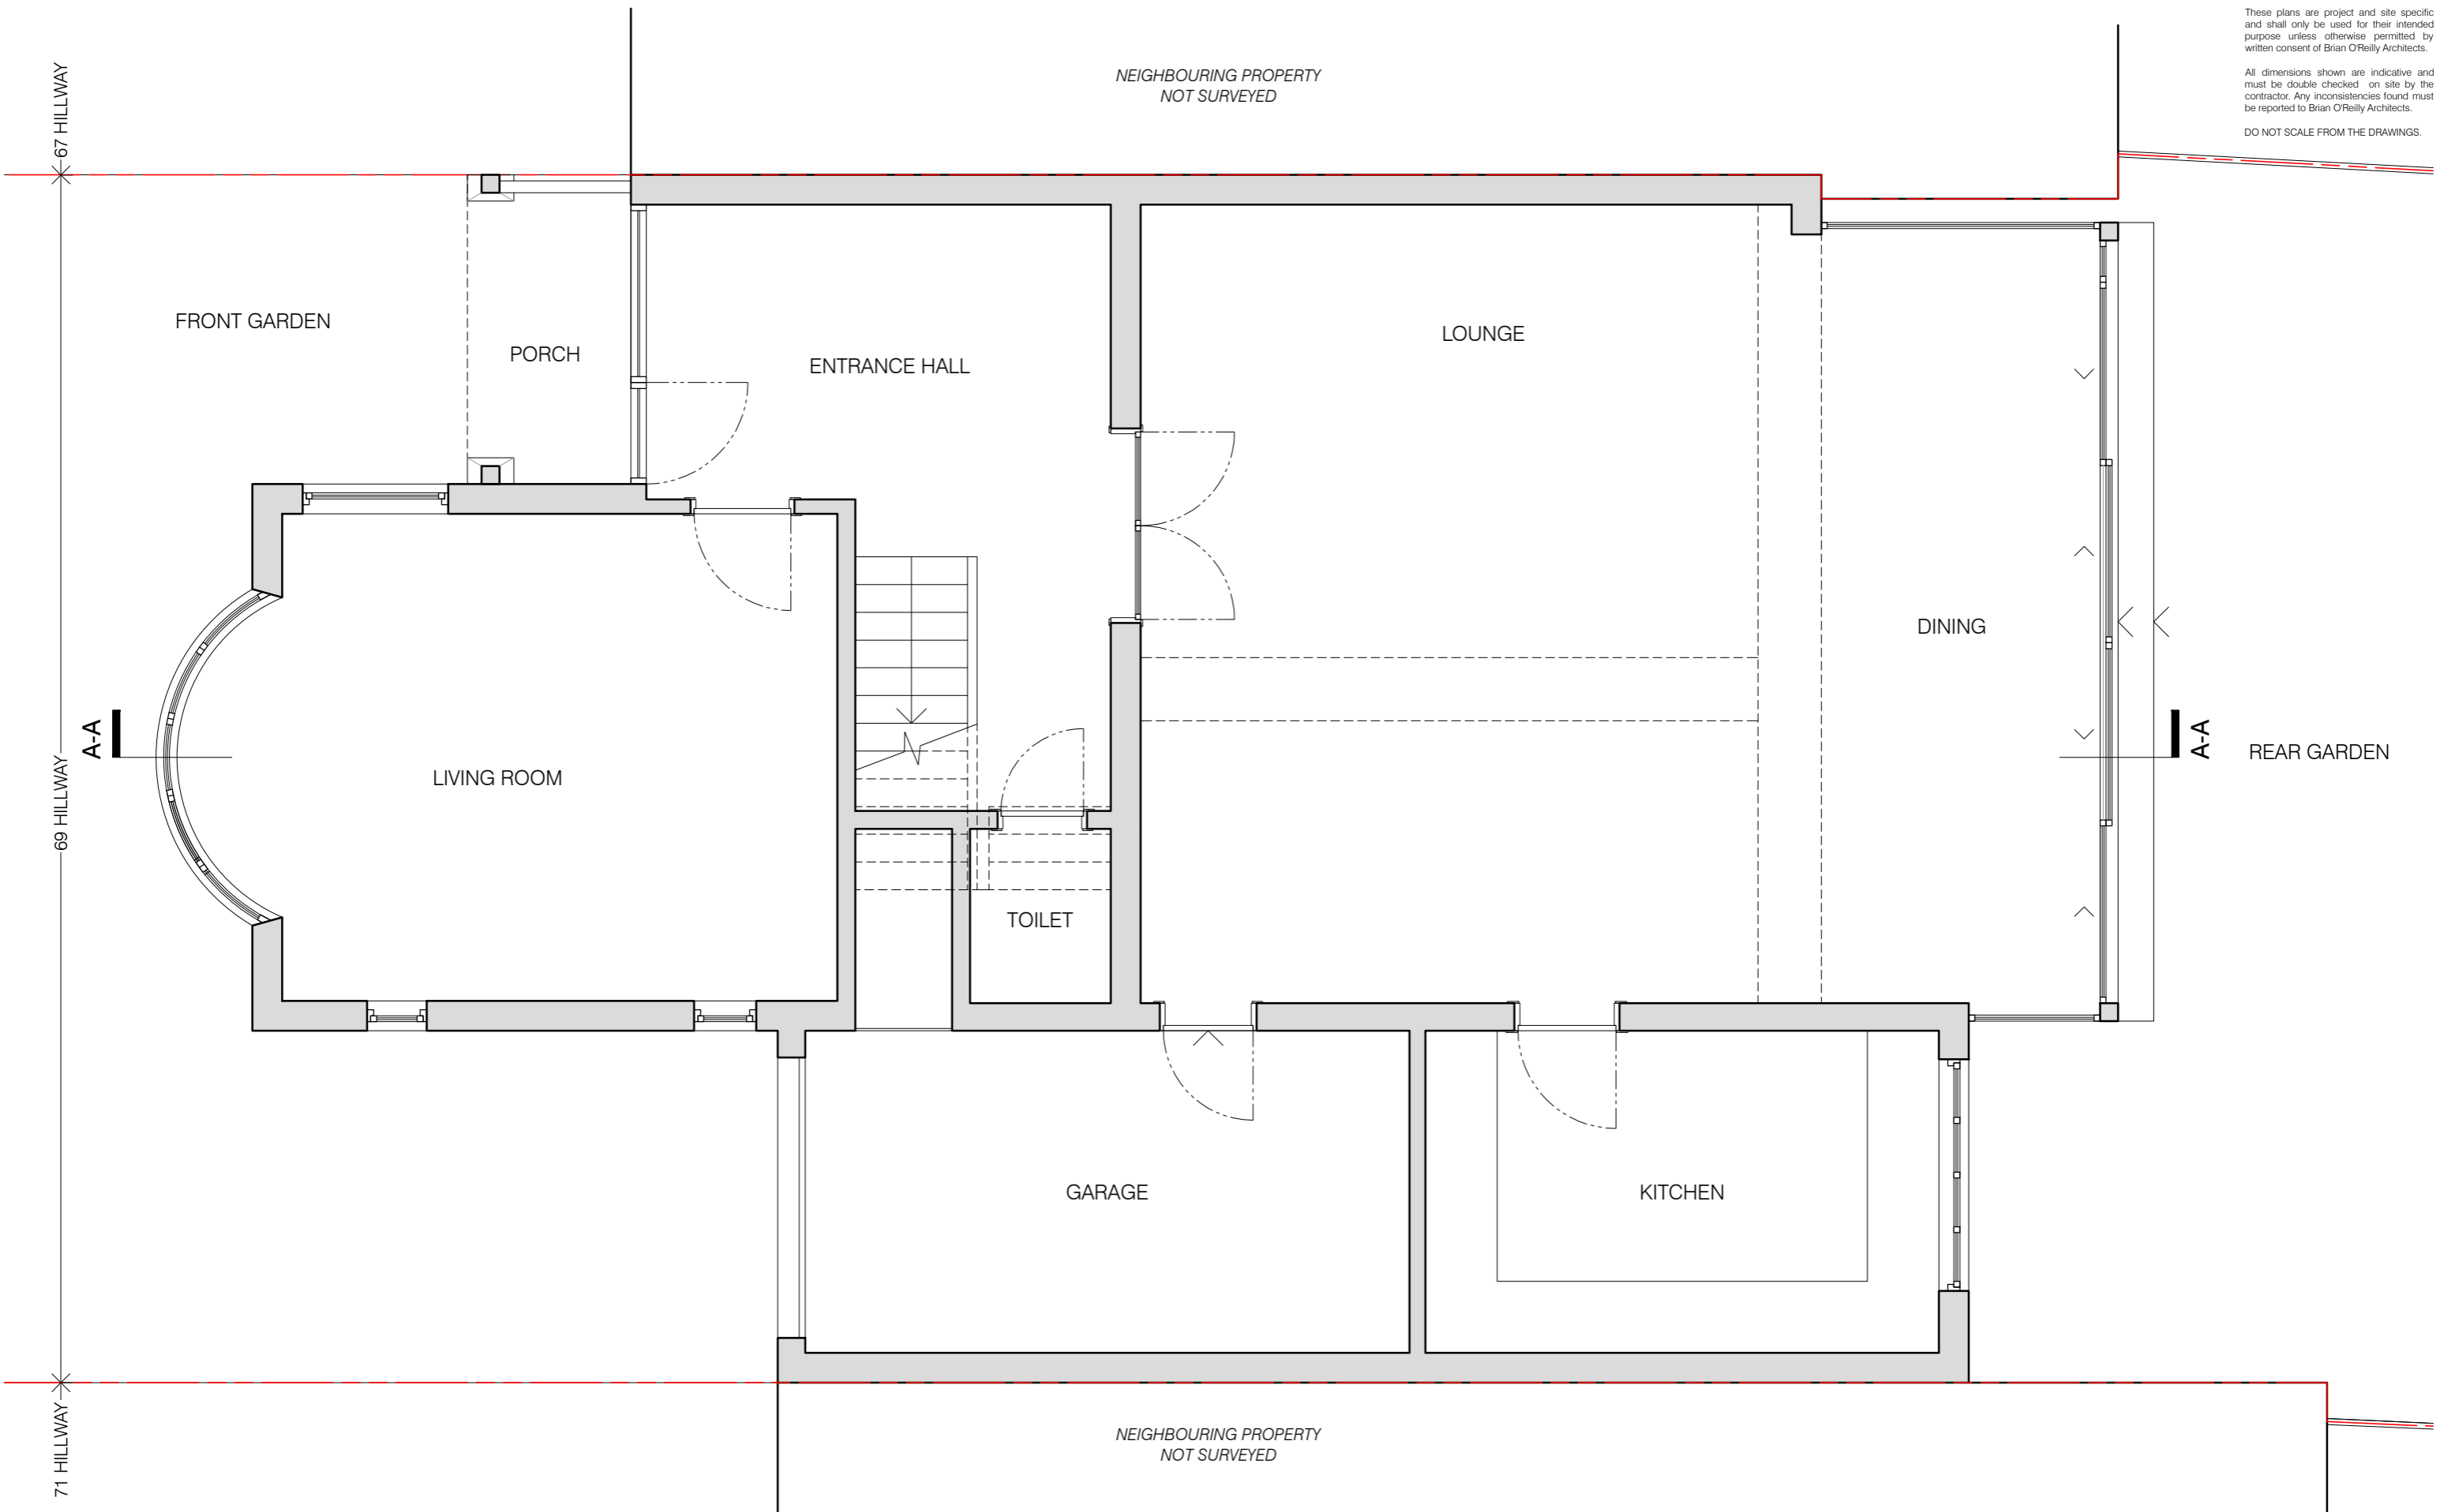 These plans are project and site specific
and shall only be used for their intended
purpose unless otherwise permitted by
written consent of Brian O'Reilly Architects.
All dimensions shown are indicative and
must be double checked on site by the
contractor. Any inconsistencies found must
be reported to Brian O'Reilly Architects.
DO NOT SCALE FROM THE DRAWINGS.
NEIGHBOURING PROPERTY
NOT SURVEYED
67 HILLWAY
FRONT GARDEN
PORCH
ENTRANCE HALL
LOUNGE
DINING
A-A
A-A
REAR GARDEN
69 HILLWAY
LIVING ROOM
TOILET
GARAGE
KITCHEN
71 HILLWAY
NEIGHBOURING PROPERTY
NOT SURVEYED